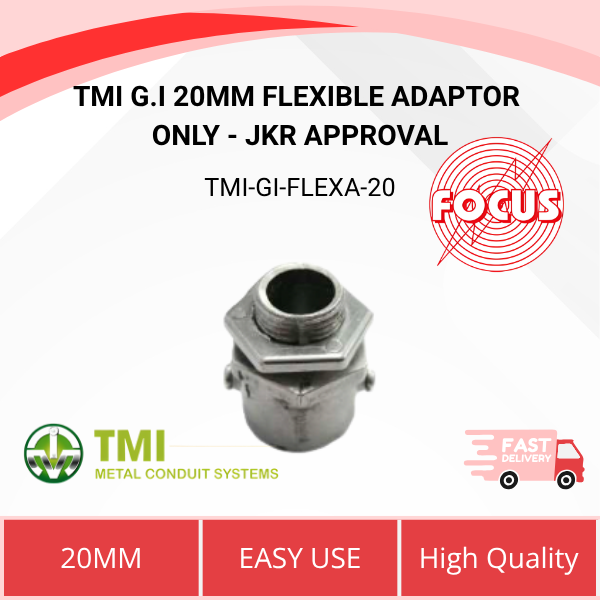 TMI G.I 20MM FLEXIBLE ADAPTOR
ONLY - JKR APPROVAL
TMI-GI-FLEXA-20
FOCUS
TMI
METAL CONDUIT SYSTEMS
FAST
DELIVERY
20MM
EASY USE
High Quality